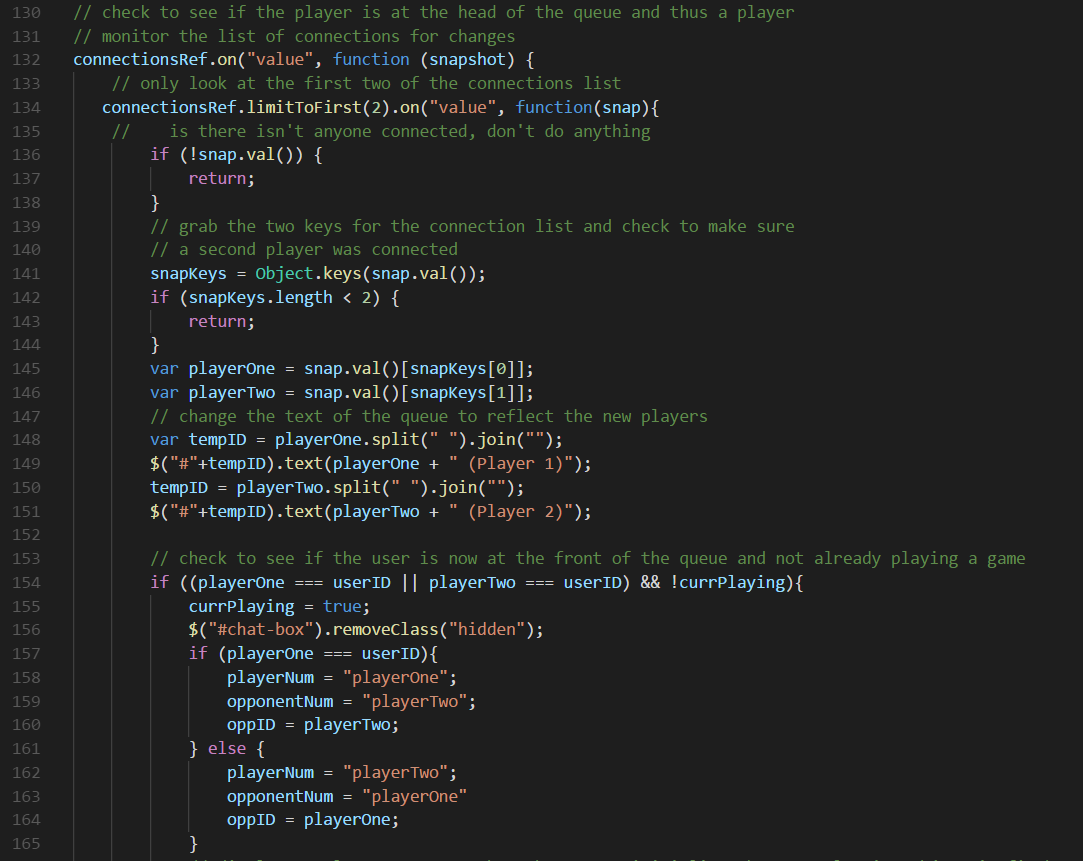 130 // check to see if the player is at the head of the queue and thus a player
131 // monitor the list of connections for changes
132 connectionsRef.on("value", function (snapshot) {
133 // only look at the first two of the connections list
134 connectionsRef.limitToFirst(2).on("value", function(snap){
135 // is there isn't anyone connected, don't do anything
136 if (!snap.val()) {
137 return;
138 }
139 // grab the two keys for the connection list and check to make sure
140 // a second player was connected
141 snapKeys = Object.keys(snap.val());
142 if (snapKeys.length < 2) {
143 return;
144 }
145 var playerOne = snap.val()[snapKeys[0]];
146 var playerTwo = snap.val()[snapKeys[1]];
147 // change the text of the queue to reflect the new players
148 var tempID = playerOne.split(" ").join("");
149 $("#"+tempID).text(playerOne + " (Player 1)");
150 tempID = playerTwo.split(" ").join("");
151 $("#"+tempID).text(playerTwo + " (Player 2)");
152
153 // check to see if the user is now at the front of the queue and not already playing a game
154 if ((playerOne === userID || playerTwo === userID) && !currPlaying){
155 currPlaying = true;
156 $("#chat-box").removeClass("hidden");
157 if (playerOne === userID){
158 playerNum = "playerOne";
159 opponentNum = "playerTwo";
160 oppID = playerTwo;
161 } else {
162 playerNum = "playerTwo";
163 opponentNum = "playerOne"
164 oppID = playerOne;
165 }